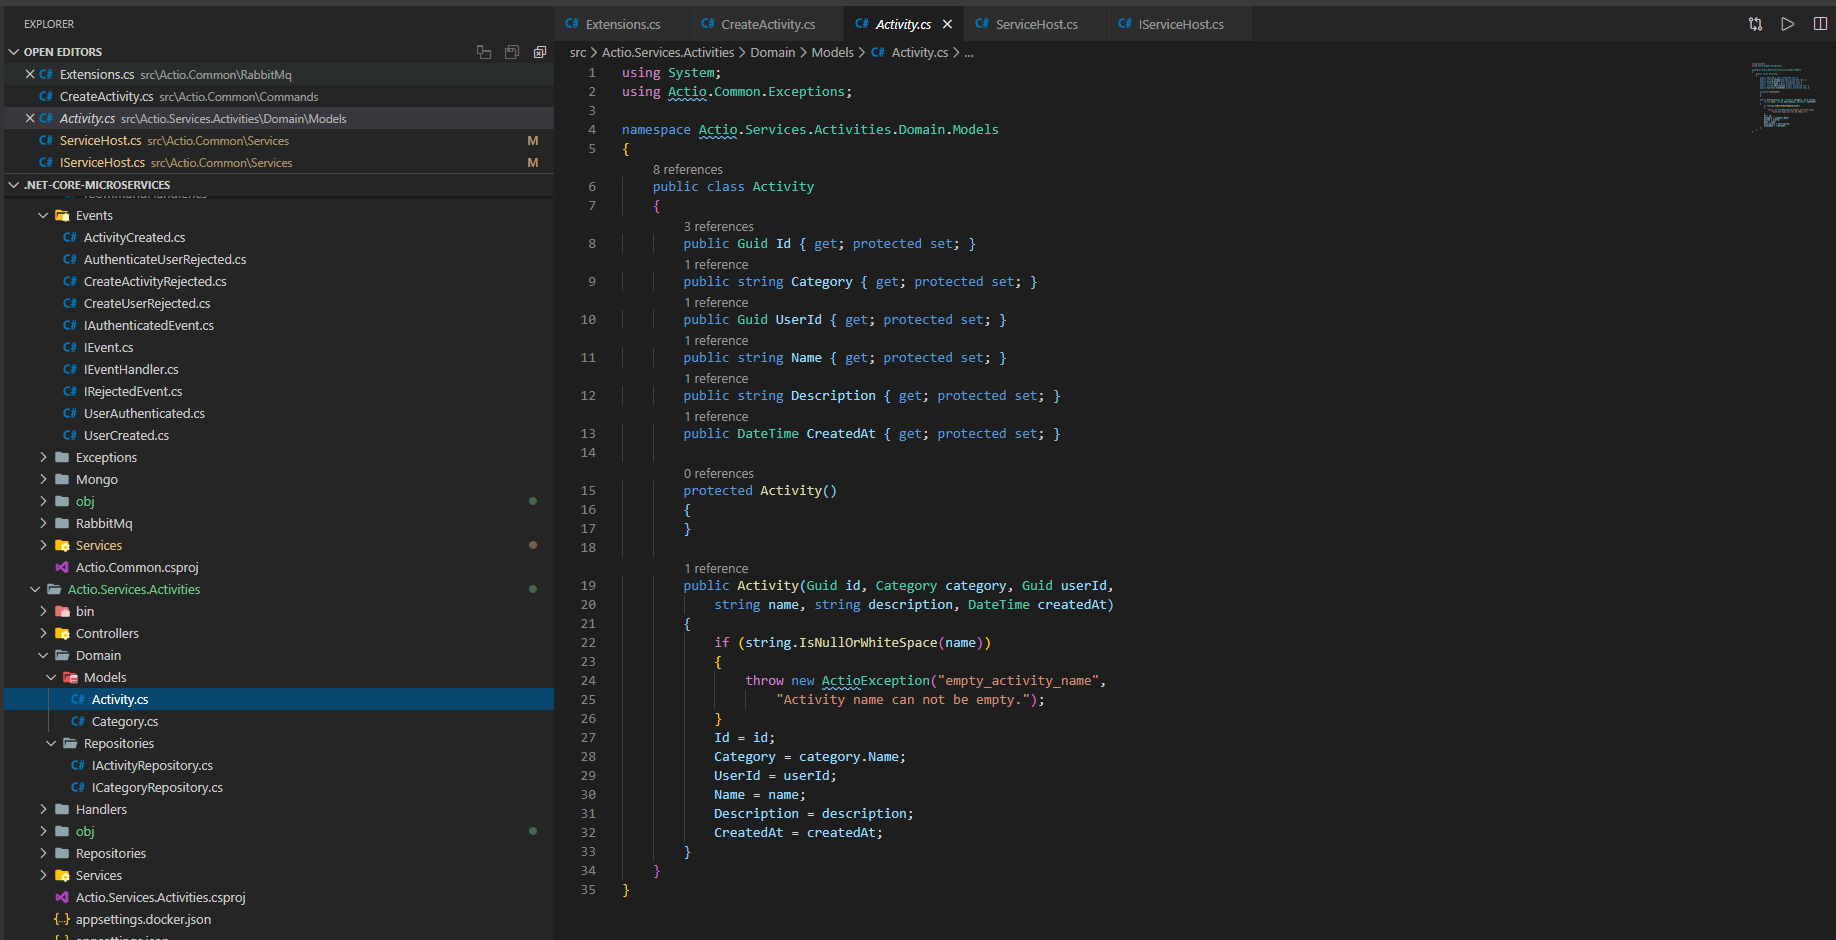 EXPLORER
OPEN EDITORS
C# Extensions.cs src\Actio.Common\RabbitMq
C# CreateActivity.cs src\Actio.Common\Commands
C# Activity.cs src\Actio.Services.Activities\Domain\Models
C# ServiceHost.cs src\Actio.Common\Services M
C# IServiceHost.cs src\Actio.Common\Services M
.NET-CORE-MICROSERVICES
Events
C# ActivityCreated.cs
C# AuthenticateUserRejected.cs
C# CreateActivityRejected.cs
C# CreateUserRejected.cs
C# IAuthenticatedEvent.cs
C# IEvent.cs
C# IEventHandler.cs
C# IRejectedEvent.cs
C# UserAuthenticated.cs
C# UserCreated.cs
Exceptions
Mongo
obj
RabbitMq
Services
Actio.Common.csproj
Actio.Services.Activities
bin
Controllers
Domain
Models
C# Activity.cs
C# Category.cs
Repositories
C# IActivityRepository.cs
C# ICategoryRepository.cs
Handlers
obj
Repositories
Services
Actio.Services.Activities.csproj
{..} appsettings.docker.json
C# Extensions.cs C# CreateActivity.cs C# Activity.cs C# ServiceHost.cs C# IServiceHost.cs
src > Actio.Services.Activities > Domain > Models > C# Activity.cs > ...
1 using System;
2 using Actio.Common.Exceptions;
3
4 namespace Actio.Services.Activities.Domain.Models
5 {
8 references
6 public class Activity
7 {
3 references
8 public Guid Id { get; protected set; }
1 reference
9 public string Category { get; protected set; }
1 reference
10 public Guid UserId { get; protected set; }
1 reference
11 public string Name { get; protected set; }
1 reference
12 public string Description { get; protected set; }
1 reference
13 public DateTime CreatedAt { get; protected set; }
14
0 references
15 protected Activity()
16 {
17 }
18
1 reference
19 public Activity(Guid id, Category category, Guid userId,
20 string name, string description, DateTime createdAt)
21 {
22 if (string.IsNullOrWhiteSpace(name))
23 {
24 throw new ActioException("empty_activity_name",
25 "Activity name can not be empty.");
26 }
27 Id = id;
28 Category = category.Name;
29 UserId = userId;
30 Name = name;
31 Description = description;
32 CreatedAt = createdAt;
33 }
34 }
35 }